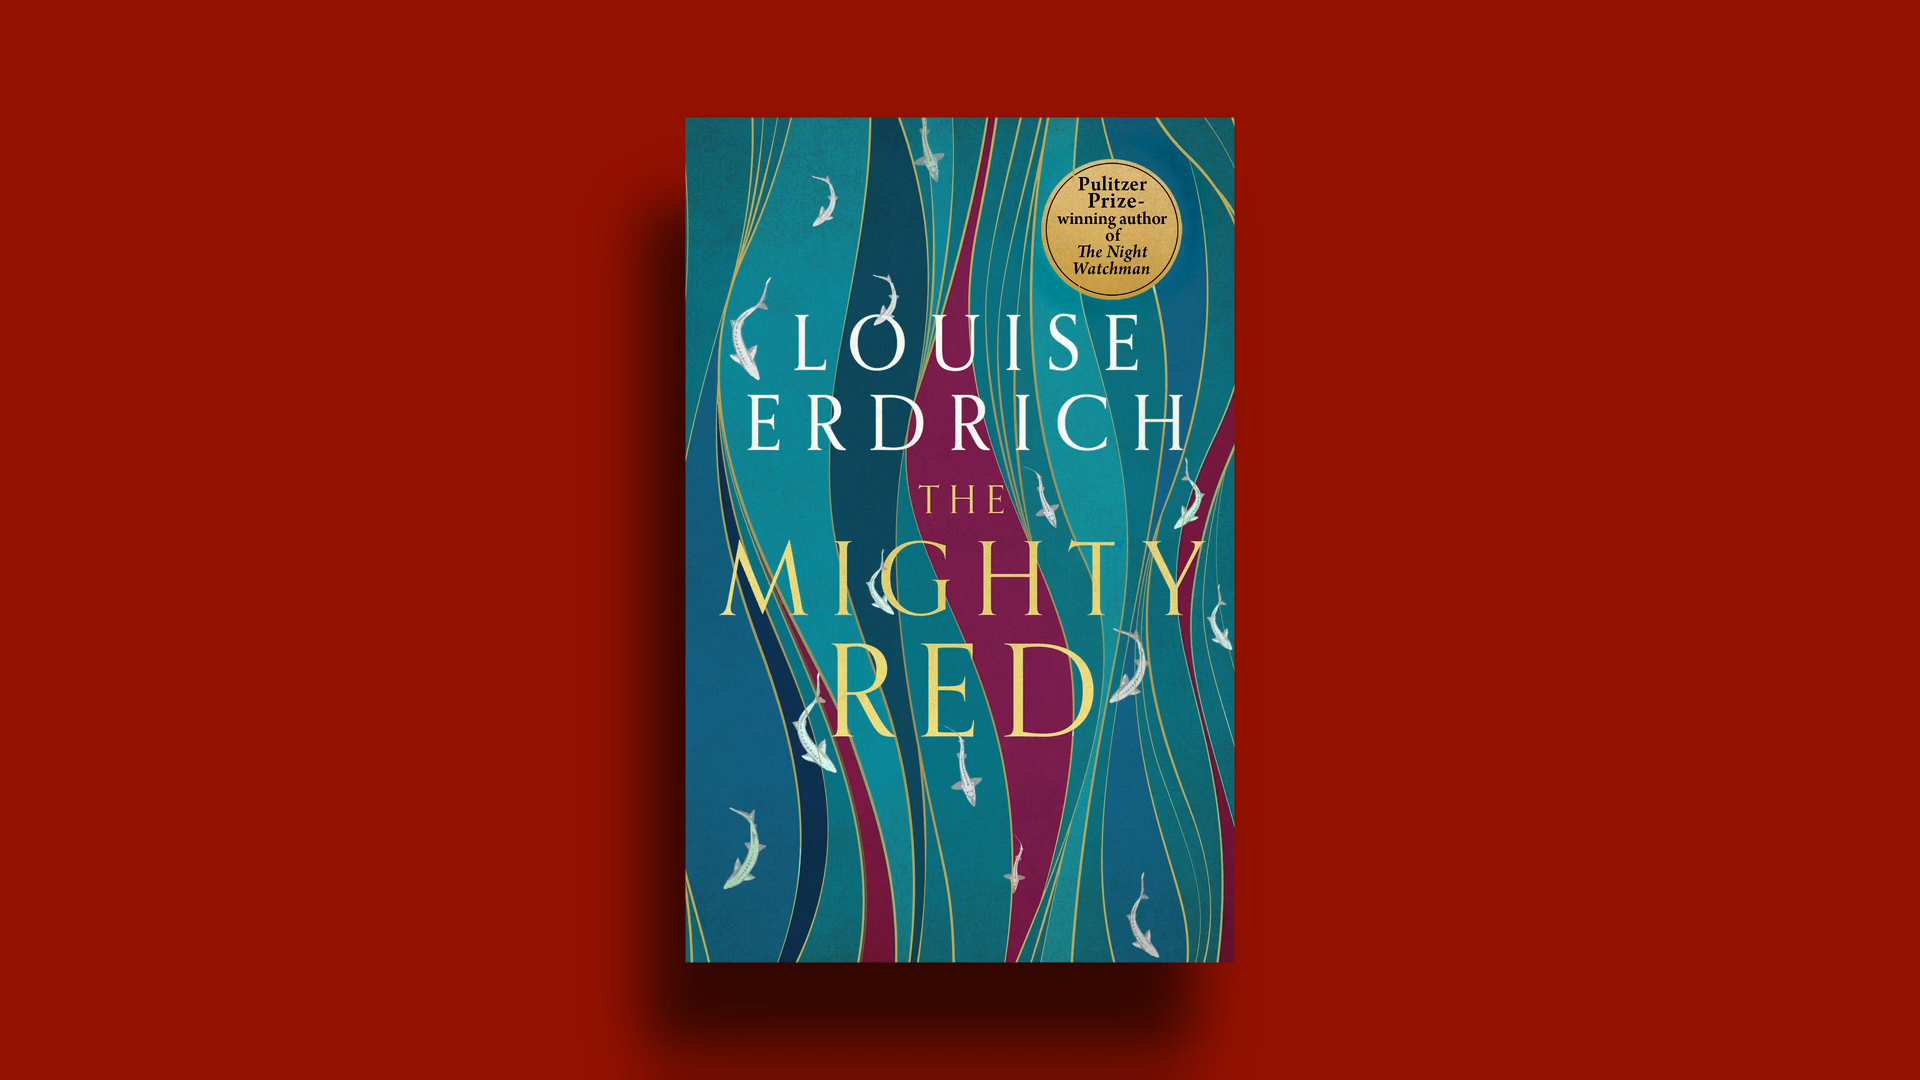 Pulitzer
Prize-
winning author
of
The Night
Watchman
LOUISE
ERDRICH
THE
MIGHTY
RED